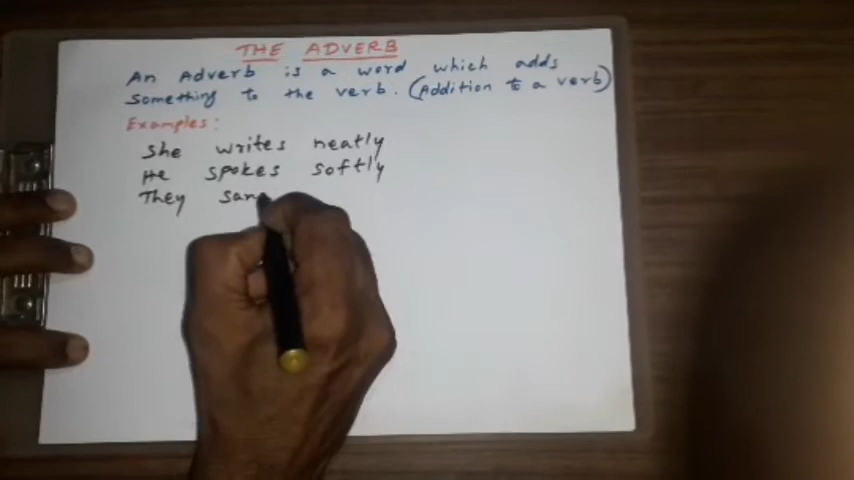 THE ADVERB
An Adverb is a word which adds
something to the verb. (Addition to a verb)
Examples:
She writes neatly
He spokes softly
They san